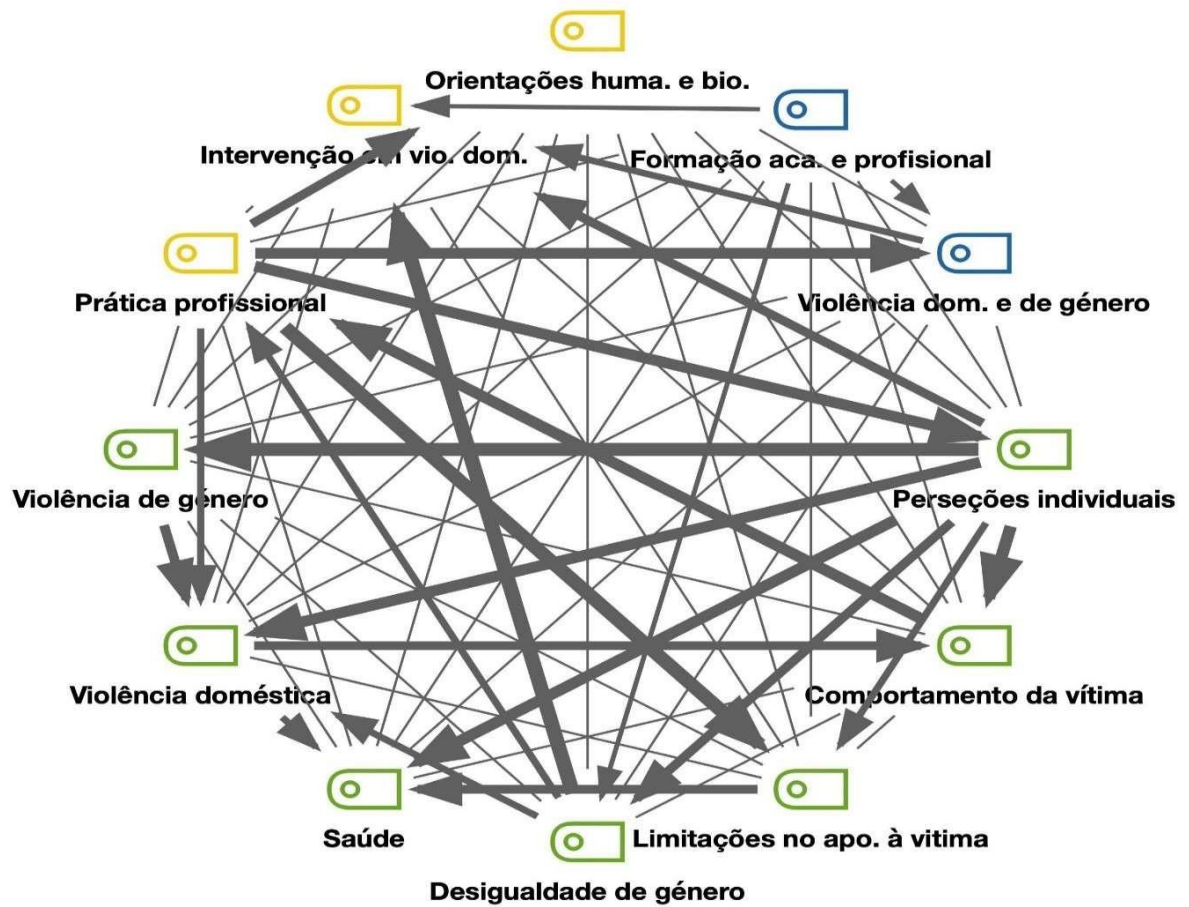 Orientações huma. e bio.
Intervenção em vio. dom.
Formação aca. e profisional
Prática profissional
Violência dom. e de género
Violência de género
Perseções individuais
Violência doméstica
Comportamento da vítima
Saúde
Limitações no apo. à vitima
Desigualdade de género